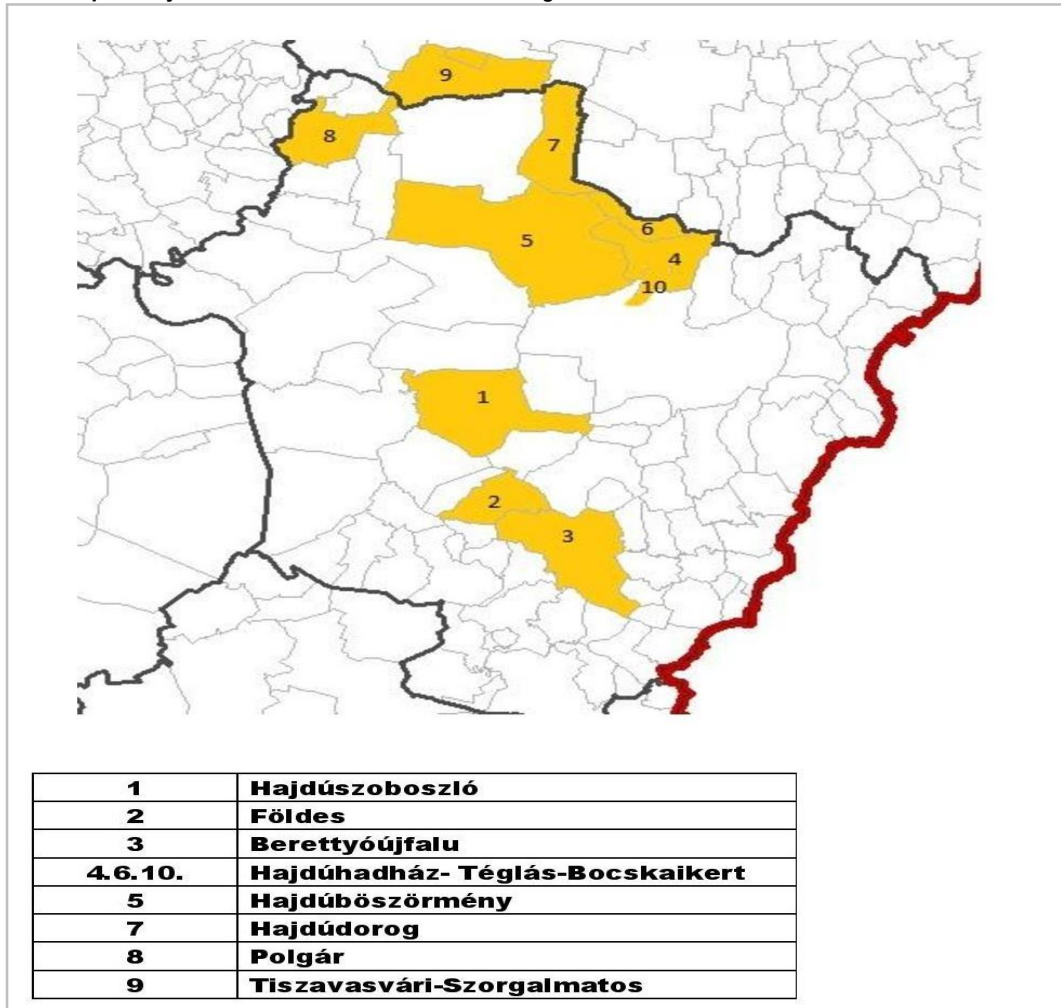 9
8
7
6
5
4
10
1
2
3
1 Hajdúszoboszló
2 Földes
3 Berettyóújfalu
4.6.10. Hajdúhadház- Téglás-Bocskaikert
5 Hajdúböszörmény
7 Hajdúdorog
8 Polgár
9 Tiszavasvári-Szorgalmatos